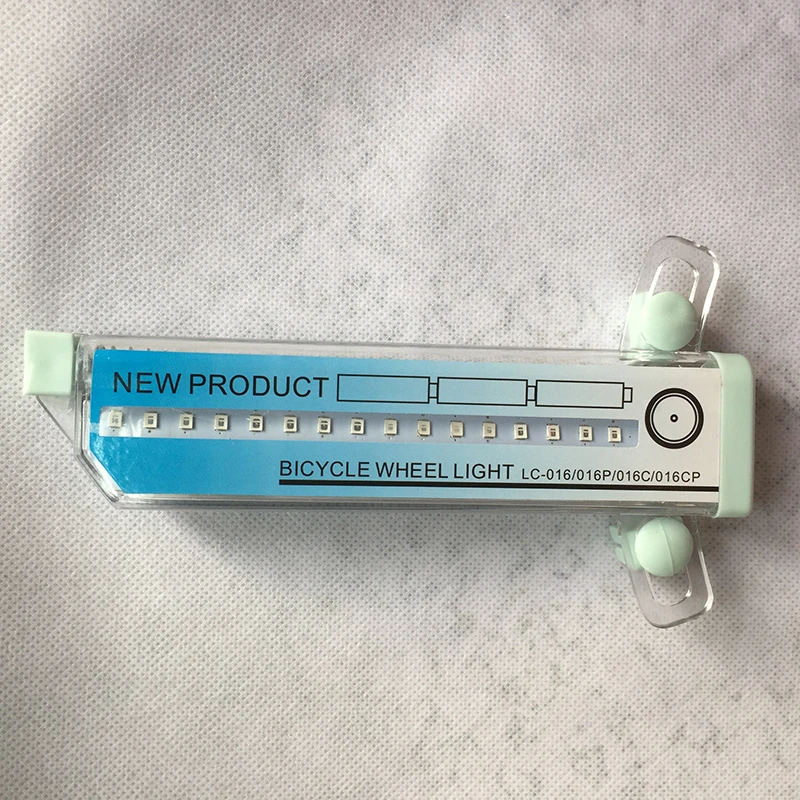 NEW PRODUCT
BICYCLE WHEEL LIGHT LC-016/016P/016C/016CP